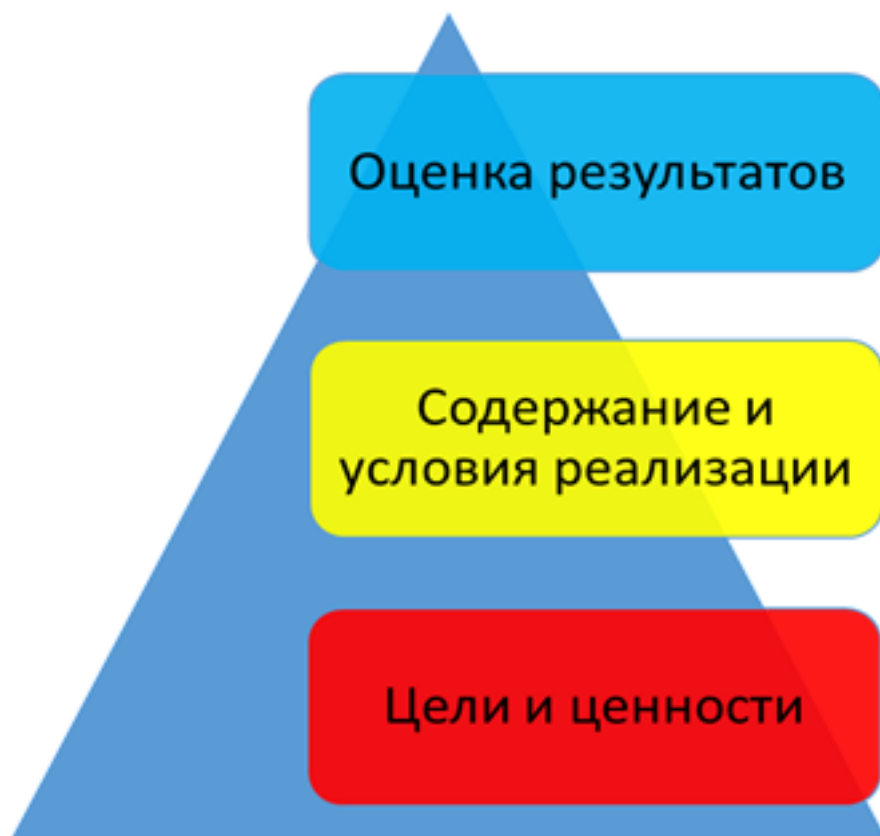 Оценка результатов
Содержание и
условия реализации
Цели и ценности